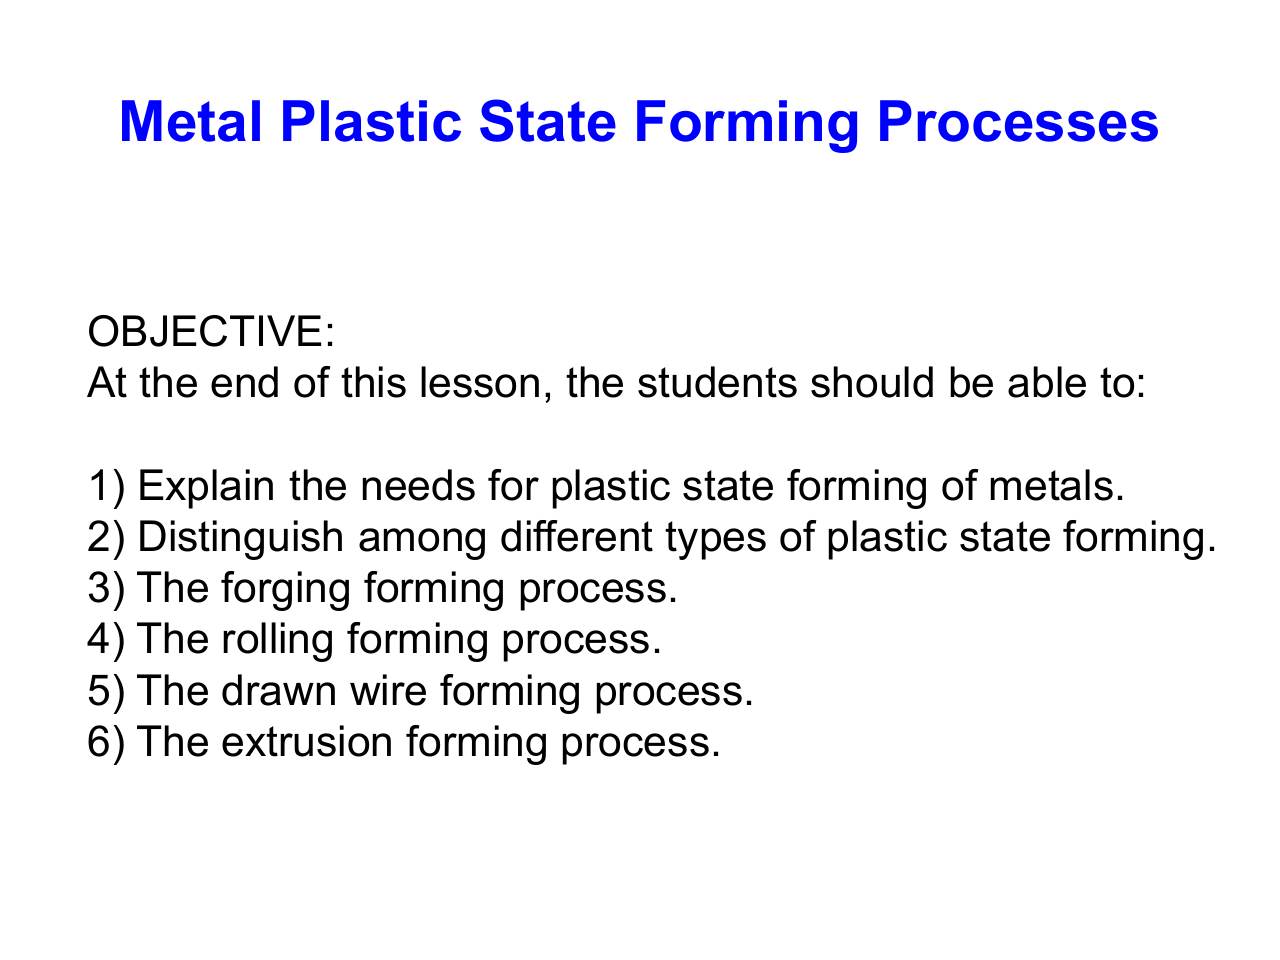 Metal Plastic State Forming Processes
OBJECTIVE:
At the end of this lesson, the students should be able to:
1) Explain the needs for plastic state forming of metals.
2) Distinguish among different types of plastic state forming.
3) The forging forming process.
4) The rolling forming process.
5) The drawn wire forming process.
6) The extrusion forming process.